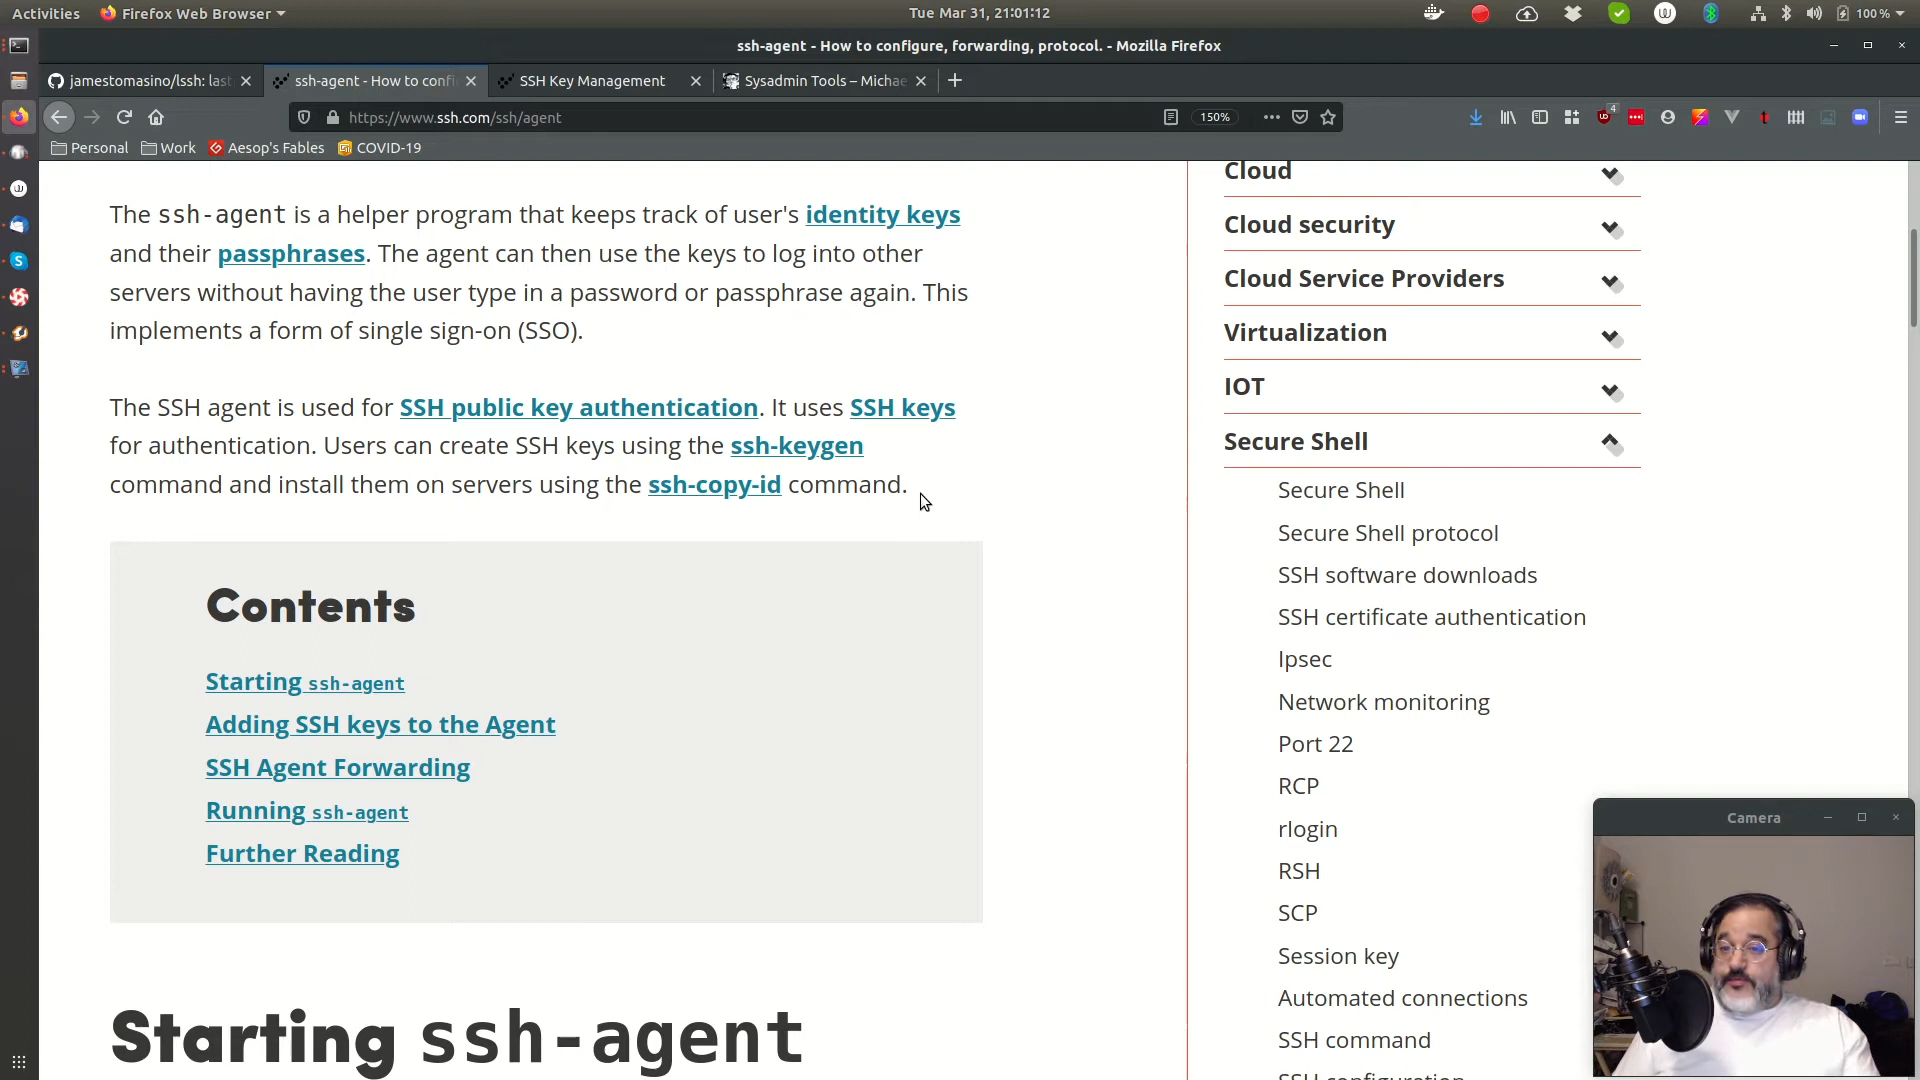 Activities
Firefox Web Browser
Tue Mar 31, 21:01:12
100 %
ssh-agent - How to configure, forwarding, protocol. - Mozilla Firefox
jamestomasino/lssh: last
ssh-agent - How to confi
SSH Key Management
Sysadmin Tools – Michae
https://www.ssh.com/ssh/agent
150%
4
Personal
Work
Aesop's Fables
COVID-19
The ssh-agent is a helper program that keeps track of user's identity keys
and their passphrases. The agent can then use the keys to log into other
servers without having the user type in a password or passphrase again. This
implements a form of single sign-on (SSO).
The SSH agent is used for SSH public key authentication. It uses SSH keys
for authentication. Users can create SSH keys using the ssh-keygen
command and install them on servers using the ssh-copy-id command.
Contents
Starting ssh-agent
Adding SSH keys to the Agent
SSH Agent Forwarding
Running ssh-agent
Further Reading
Starting ssh-agent
Cloud
Cloud security
Cloud Service Providers
Virtualization
IOT
Secure Shell
Secure Shell
Secure Shell protocol
SSH software downloads
SSH certificate authentication
Ipsec
Network monitoring
Port 22
RCP
rlogin
RSH
SCP
Session key
Automated connections
SSH command
SSH configuration
Camera